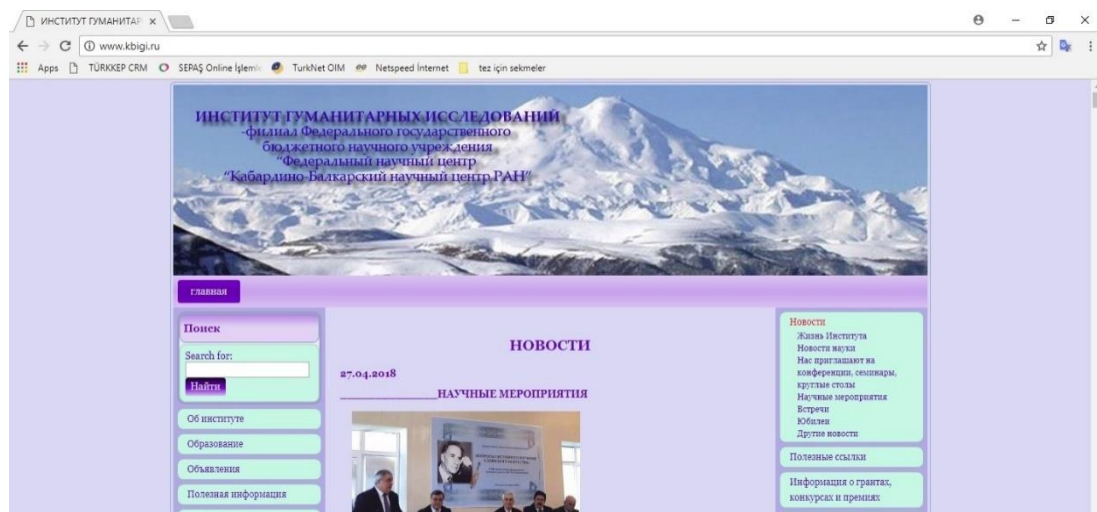 ИНСТИТУТ ГУМАНИТАР
www.kbigi.ru
Apps
TÜRKKEP CRM
SEPAŞ Online İşlemle
TurkNet OIM
Netspeed İnternet
tez için sekmeler
ИНСТИТУТ ГУМАНИТАРНЫХ ИССЛЕДОВАНИЙ
-филиал Федерального государственного
бюджетного научного учреждения
"Федеральный научный центр
"Кабардино-Балкарский научный центр РАН"
главная
Поиск
Search for:
Найти
Об институте
Образование
Объявления
Полезная информация
НОВОСТИ
27.04.2018
НАУЧНЫЕ МЕРОПРИЯТИЯ
Новости
Жизнь Института
Новости науки
Нас приглашают на
конференции, семинары,
круглые столы
Научные мероприятия
Встречи
Юбилеи
Другие новости
Полезные ссылки
Информация о грантах,
конкурсах и премиях